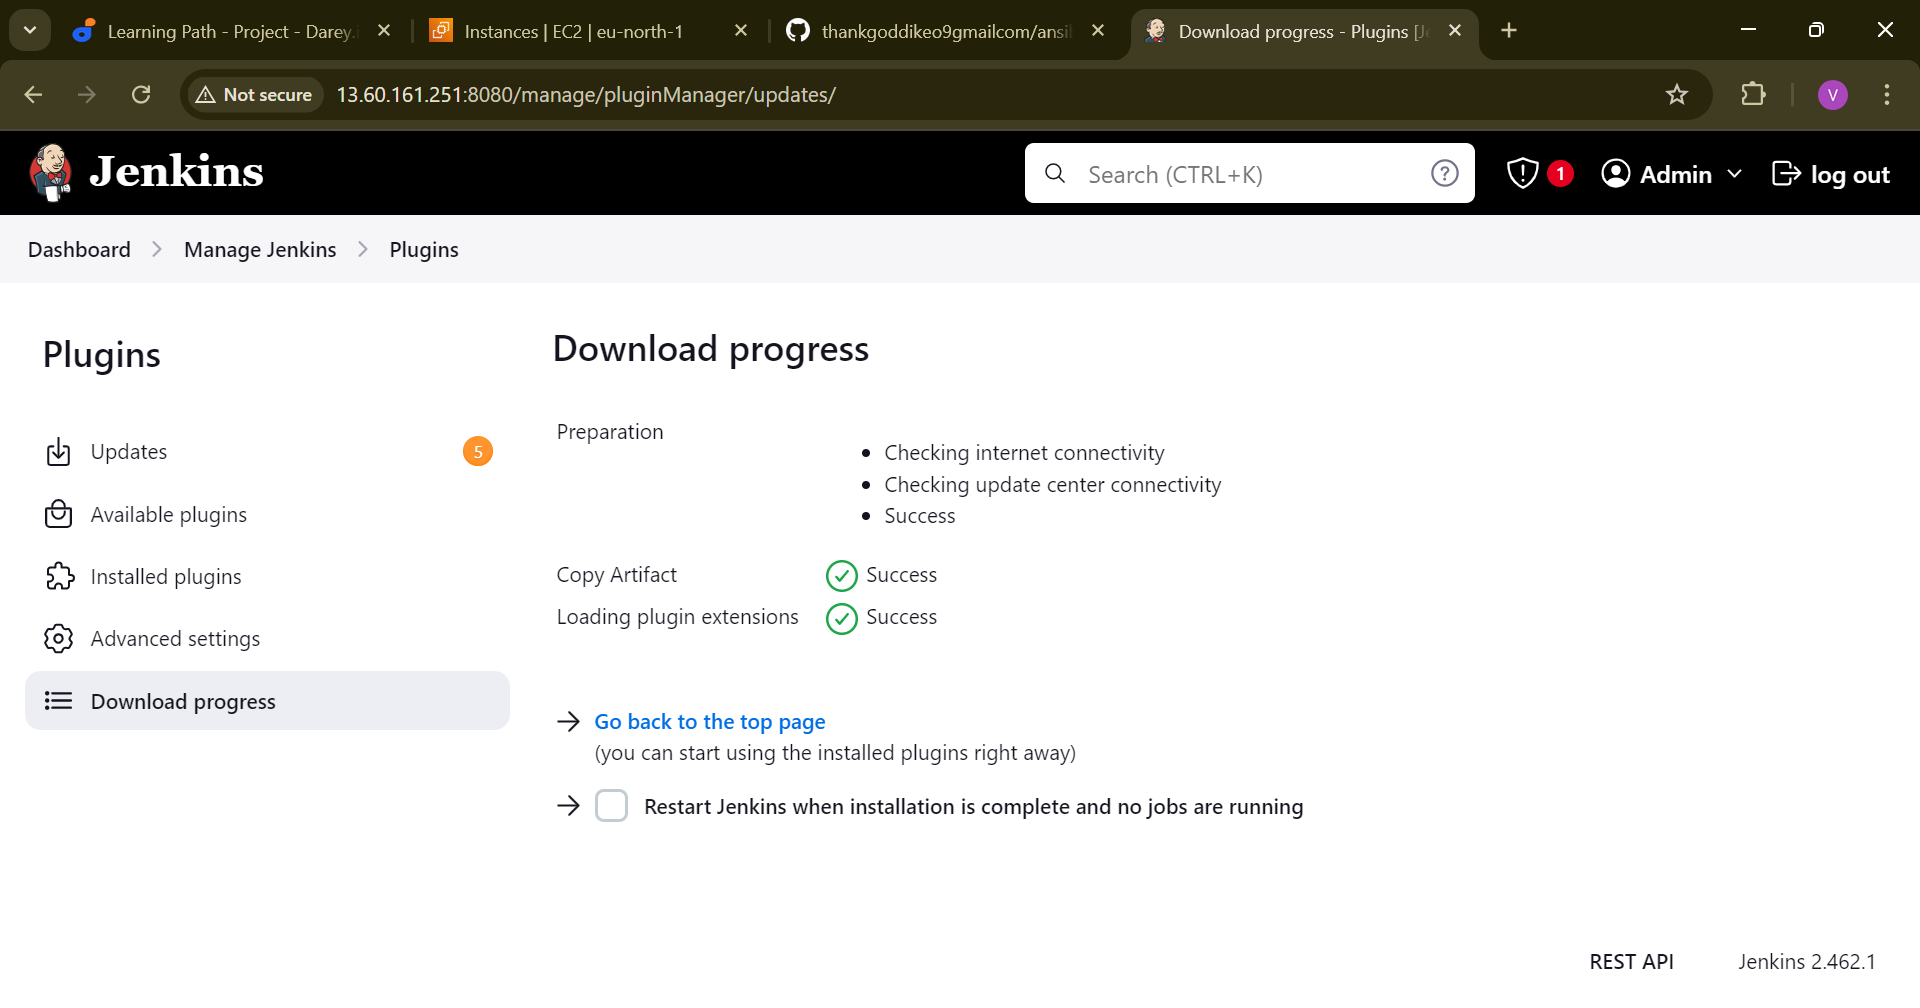 Learning Path - Project - Darey.i
Instances | EC2 | eu-north-1
thankgoddikeo9gmailcom/ansil
Download progress - Plugins [Je
Not secure
13.60.161.251:8080/manage/pluginManager/updates/
V
Jenkins
Search (CTRL+K)
?
1
Admin
log out
Dashboard
Manage Jenkins
Plugins
Plugins
Updates
5
Available plugins
Installed plugins
Advanced settings
Download progress
Download progress
Preparation
Checking internet connectivity
Checking update center connectivity
Success
Copy Artifact
Success
Loading plugin extensions
Success
Go back to the top page
(you can start using the installed plugins right away)
Restart Jenkins when installation is complete and no jobs are running
REST API
Jenkins 2.462.1